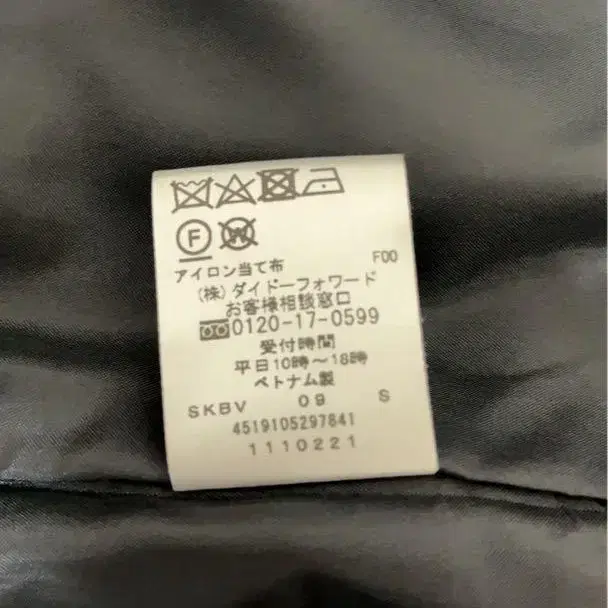 F W
アイロン当て布 F00
(株)ダイドーフォワード
お客様相談窓口
0120-17-0599
受付時間
平日10時～18時
ベトナム製
SKBV 09 S
4519105297841
1110221